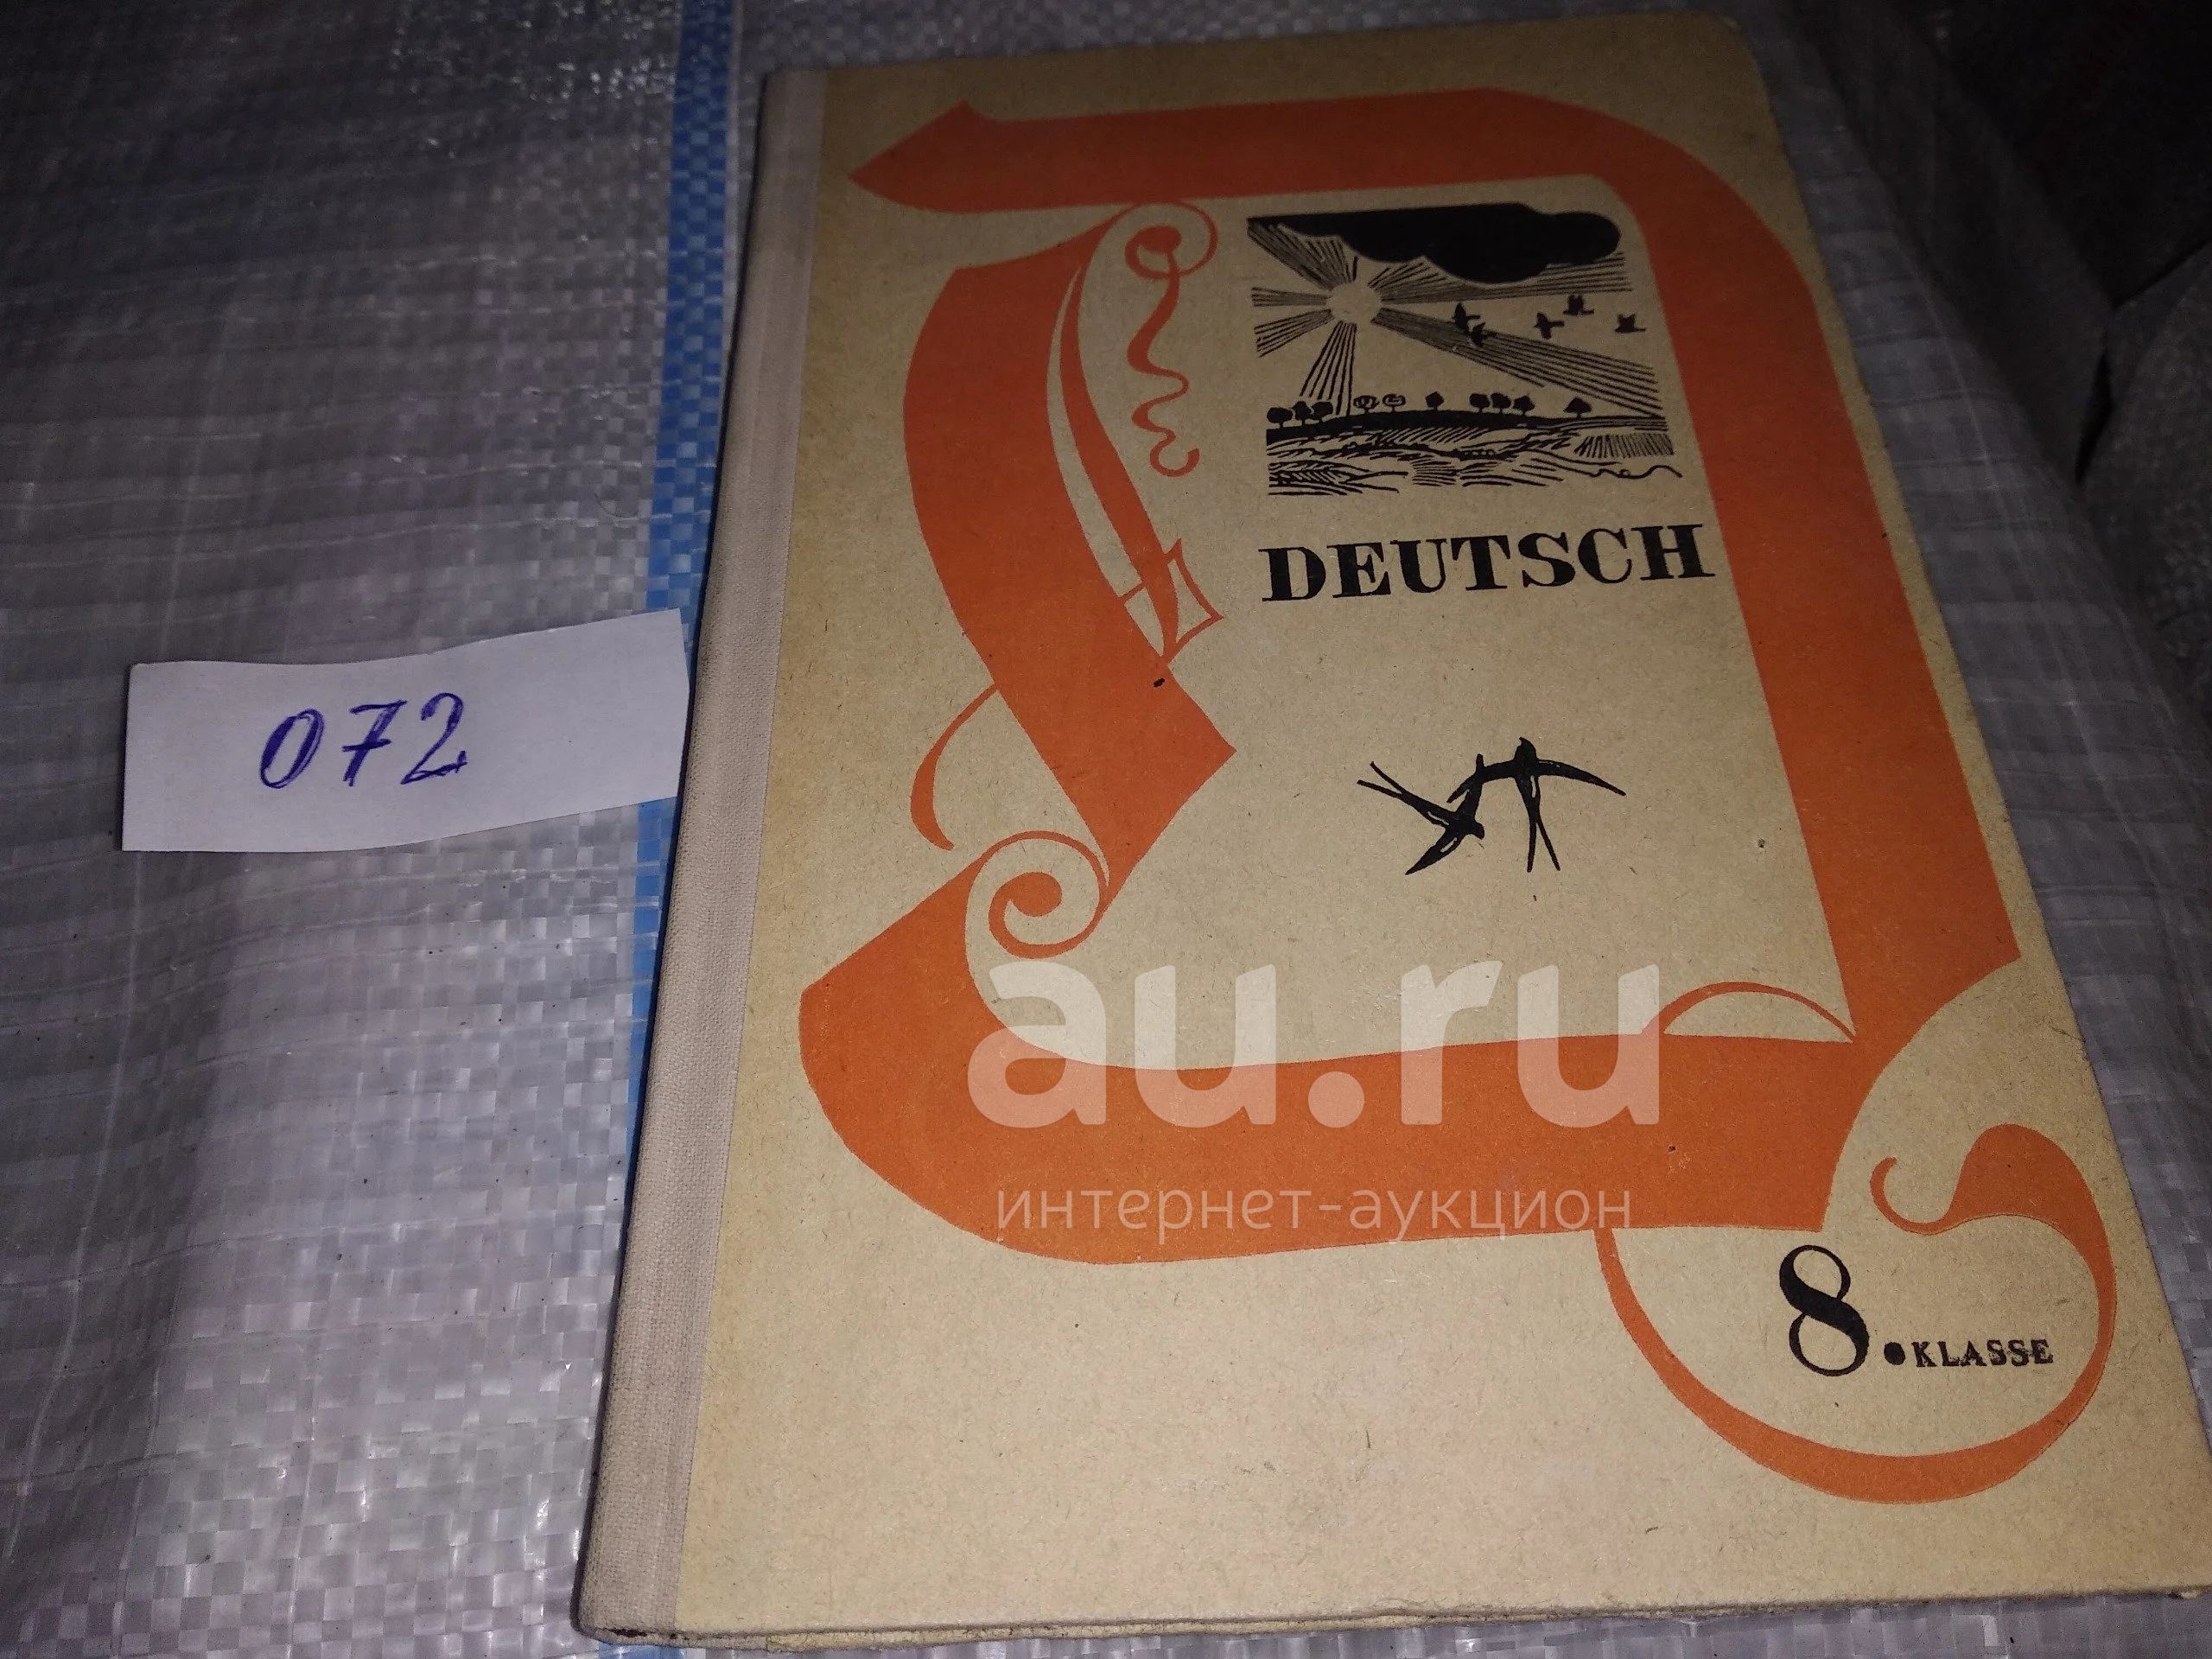 072
DEUTSCH
au.ru
интернет-аукцион
8.KLASSE